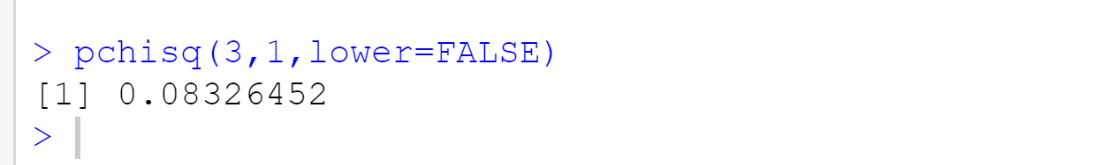 > pchisq(3,1,lower=FALSE)
[1] 0.08326452
>